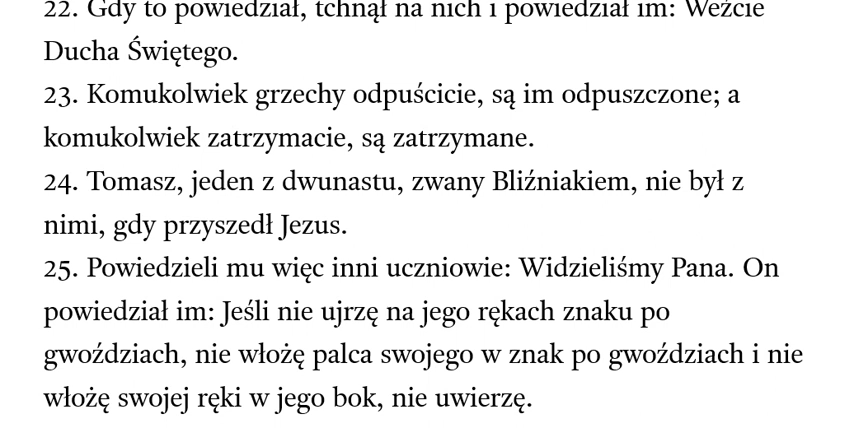 22. Gdy to powiedział, tchnął na nich i powiedział im: Weźcie
Ducha Świętego.
23. Komukolwiek grzechy odpuścicie, są im odpuszczone; a
komukolwiek zatrzymacie, są zatrzymane.
24. Tomasz, jeden z dwunastu, zwany Bliźniakiem, nie był z
nimi, gdy przyszedł Jezus.
25. Powiedzieli mu więc inni uczniowie: Widzieliśmy Pana. On
powiedział im: Jeśli nie ujrzę na jego rękach znaku po
gwoździach, nie włożę palca swojego w znak po gwoździach i nie
włożę swojej ręki w jego bok, nie uwierzę.